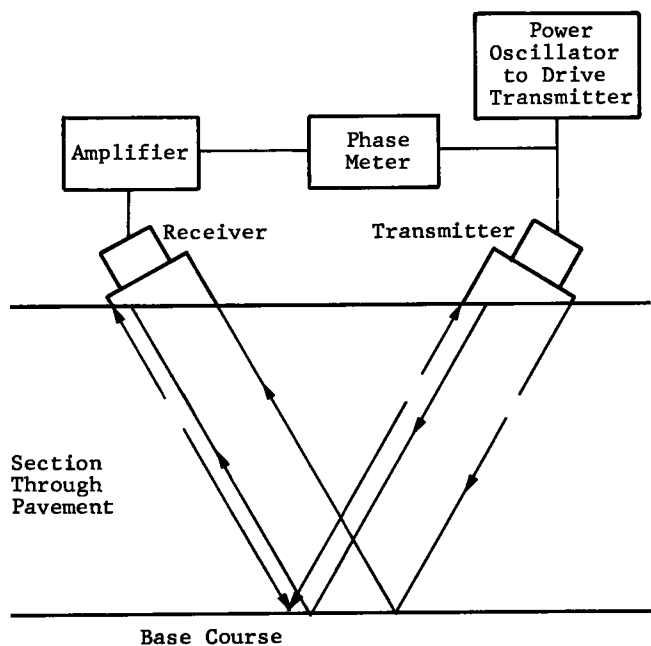 Power
Oscillator
to Drive
Transmitter
Amplifier
Phase
Meter
Receiver
Transmitter
Section
Through
Pavement
Base Course